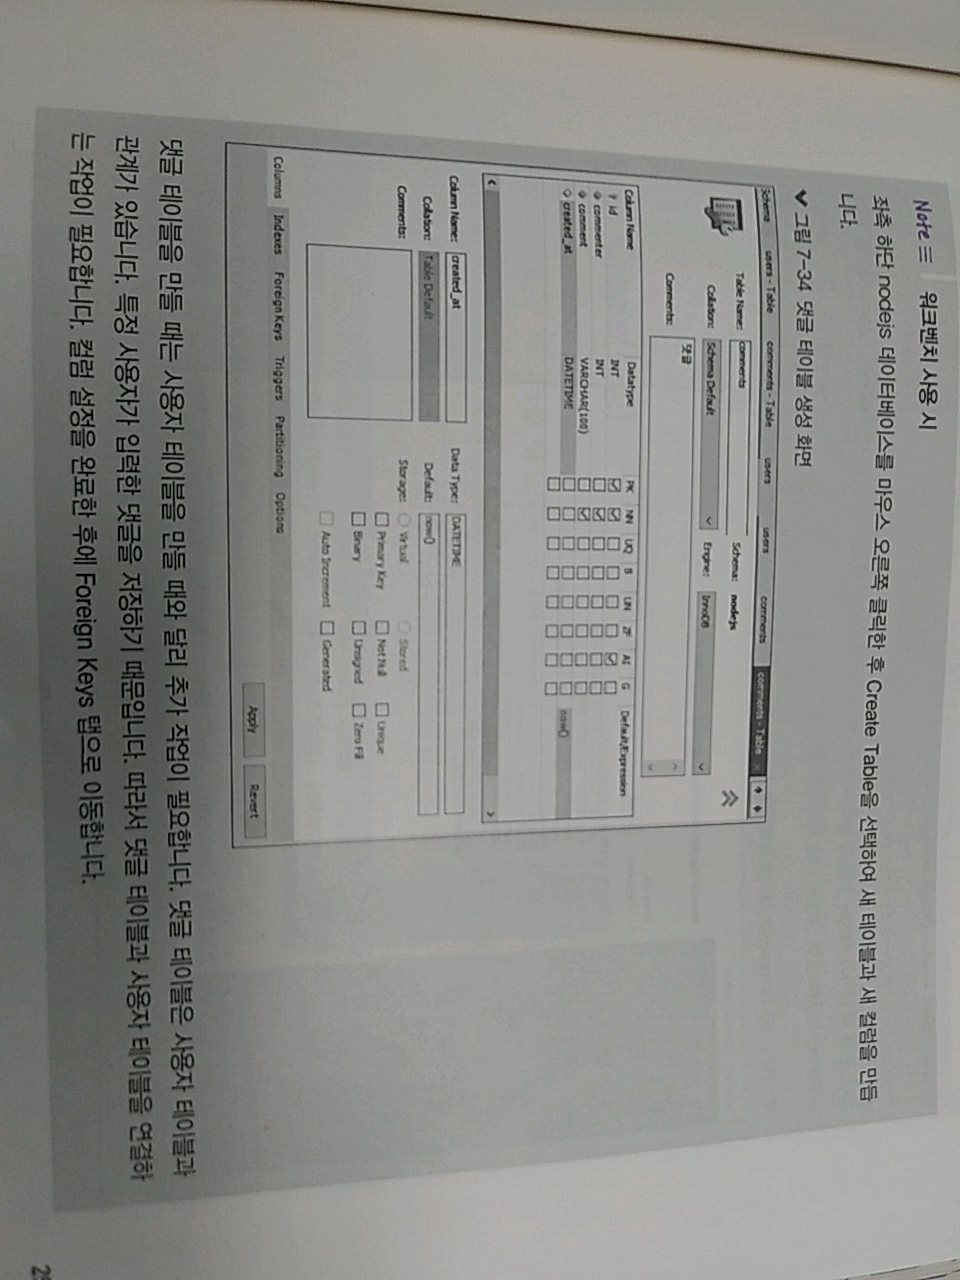 Note 워크벤치 사용 시
좌측 하단 nodejs 데이터베이스를 마우스 오른쪽 클릭한 후 Create Table을 선택하여 새 테이블과 새 컬럼을 만듭
니다.
그림 7-34 댓글 테이블 생성 화면
Schema users - Table comments - Table users users comments comments - Table
Table Name: comments Schema: nodejs
Collation: Schema Default Engine: InnoDB
Comments: 댓글
Column Name Datatype PK NN UQ B UN ZF AI G Default/Expression
id INT
commenter INT
comment VARCHAR(100)
created_at DATETIME now()
Column Name: created_at Data Type: DATETIME
Collation: Table Default Default: now()
Comments: Storage: Virtual Stored
Primary Key Not Null Unique
Binary Unsigned Zero Fill
Auto Increment Generated
Columns Indexes Foreign Keys Triggers Partitioning Options
Apply Revert
댓글 테이블을 만들 때는 사용자 테이블을 만들 때와 달리 추가 작업이 필요합니다. 댓글 테이블은 사용자 테이블과
관계가 있습니다. 특정 사용자가 입력한 댓글을 저장하기 때문입니다. 따라서 댓글 테이블과 사용자 테이블을 연결하
는 작업이 필요합니다. 컬럼 설정을 완료한 후에 Foreign Keys 탭으로 이동합니다.